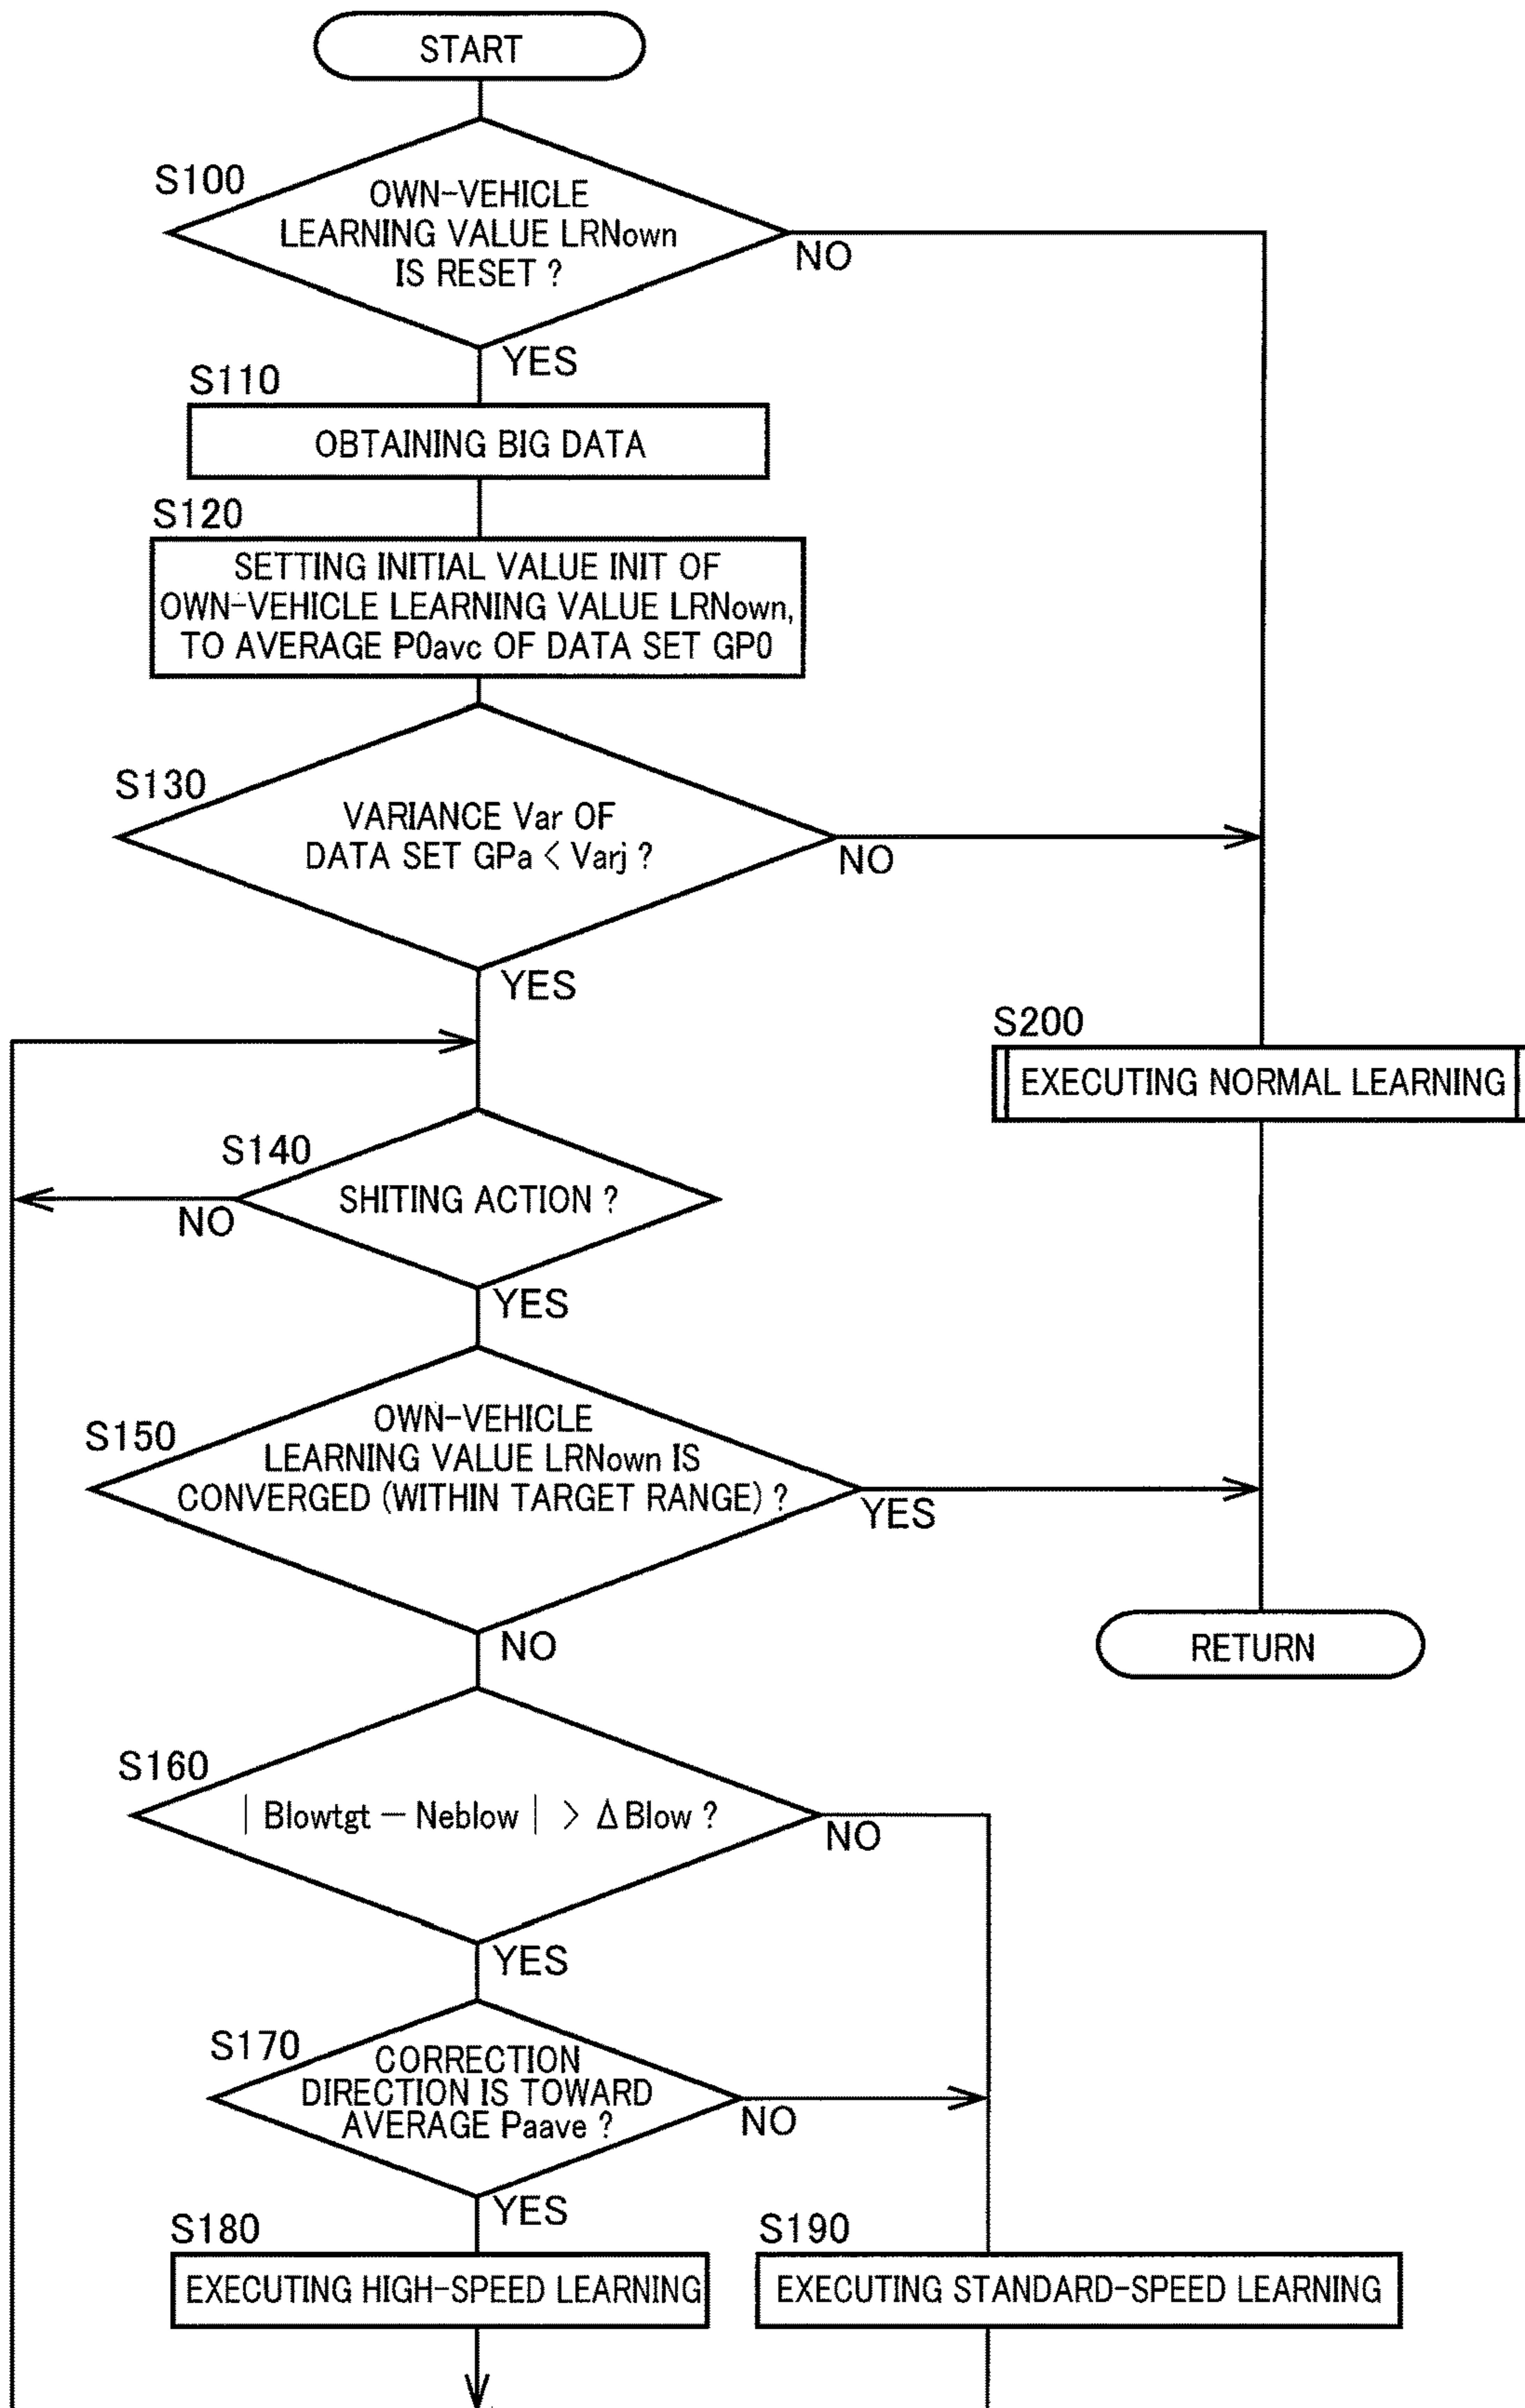 START
S100
OWN-VEHICLE
LEARNING VALUE LRNown
IS RESET ?
NO
YES
S110
OBTAINING BIG DATA
S120
SETTING INITIAL VALUE INIT OF
OWN-VEHICLE LEARNING VALUE LRNown,
TO AVERAGE P0avc OF DATA SET GP0
S130
VARIANCE Var OF
DATA SET GPa < Varj ?
NO
YES
S200
EXECUTING NORMAL LEARNING
S140
SHITING ACTION ?
NO
YES
S150
OWN-VEHICLE
LEARNING VALUE LRNown IS
CONVERGED (WITHIN TARGET RANGE) ?
YES
NO
RETURN
S160
| Blowtgt − Neblow | > Δ Blow ?
NO
YES
S170
CORRECTION
DIRECTION IS TOWARD
AVERAGE Paave ?
NO
YES
S180
EXECUTING HIGH-SPEED LEARNING
S190
EXECUTING STANDARD-SPEED LEARNING